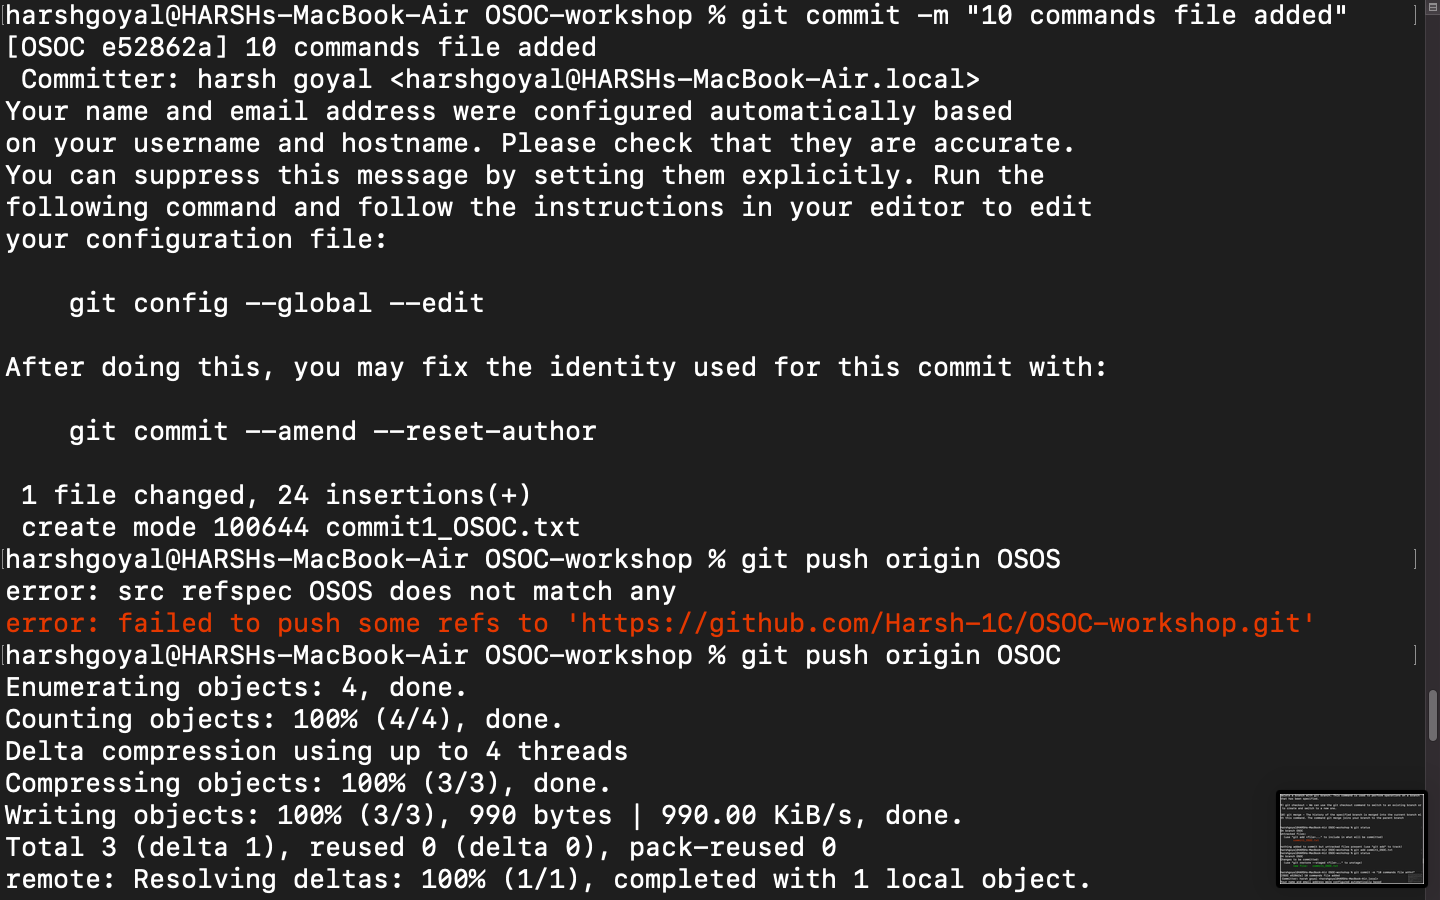 harshgoyal@HARSHs-MacBook-Air OSOC-workshop % git commit -m "10 commands file added"
[OSOC e52862a] 10 commands file added
 Committer: harsh goyal <harshgoyal@HARSHs-MacBook-Air.local>
Your name and email address were configured automatically based
on your username and hostname. Please check that they are accurate.
You can suppress this message by setting them explicitly. Run the
following command and follow the instructions in your editor to edit
your configuration file:

    git config --global --edit

After doing this, you may fix the identity used for this commit with:

    git commit --amend --reset-author

 1 file changed, 24 insertions(+)
 create mode 100644 commit1_OSOC.txt
harshgoyal@HARSHs-MacBook-Air OSOC-workshop % git push origin OSOS
error: src refspec OSOS does not match any
error: failed to push some refs to 'https://github.com/Harsh-1C/OSOC-workshop.git'
harshgoyal@HARSHs-MacBook-Air OSOC-workshop % git push origin OSOC
Enumerating objects: 4, done.
Counting objects: 100% (4/4), done.
Delta compression using up to 4 threads
Compressing objects: 100% (3/3), done.
Writing objects: 100% (3/3), 990 bytes | 990.00 KiB/s, done.
Total 3 (delta 1), reused 0 (delta 0), pack-reused 0
remote: Resolving deltas: 100% (1/1), completed with 1 local object.